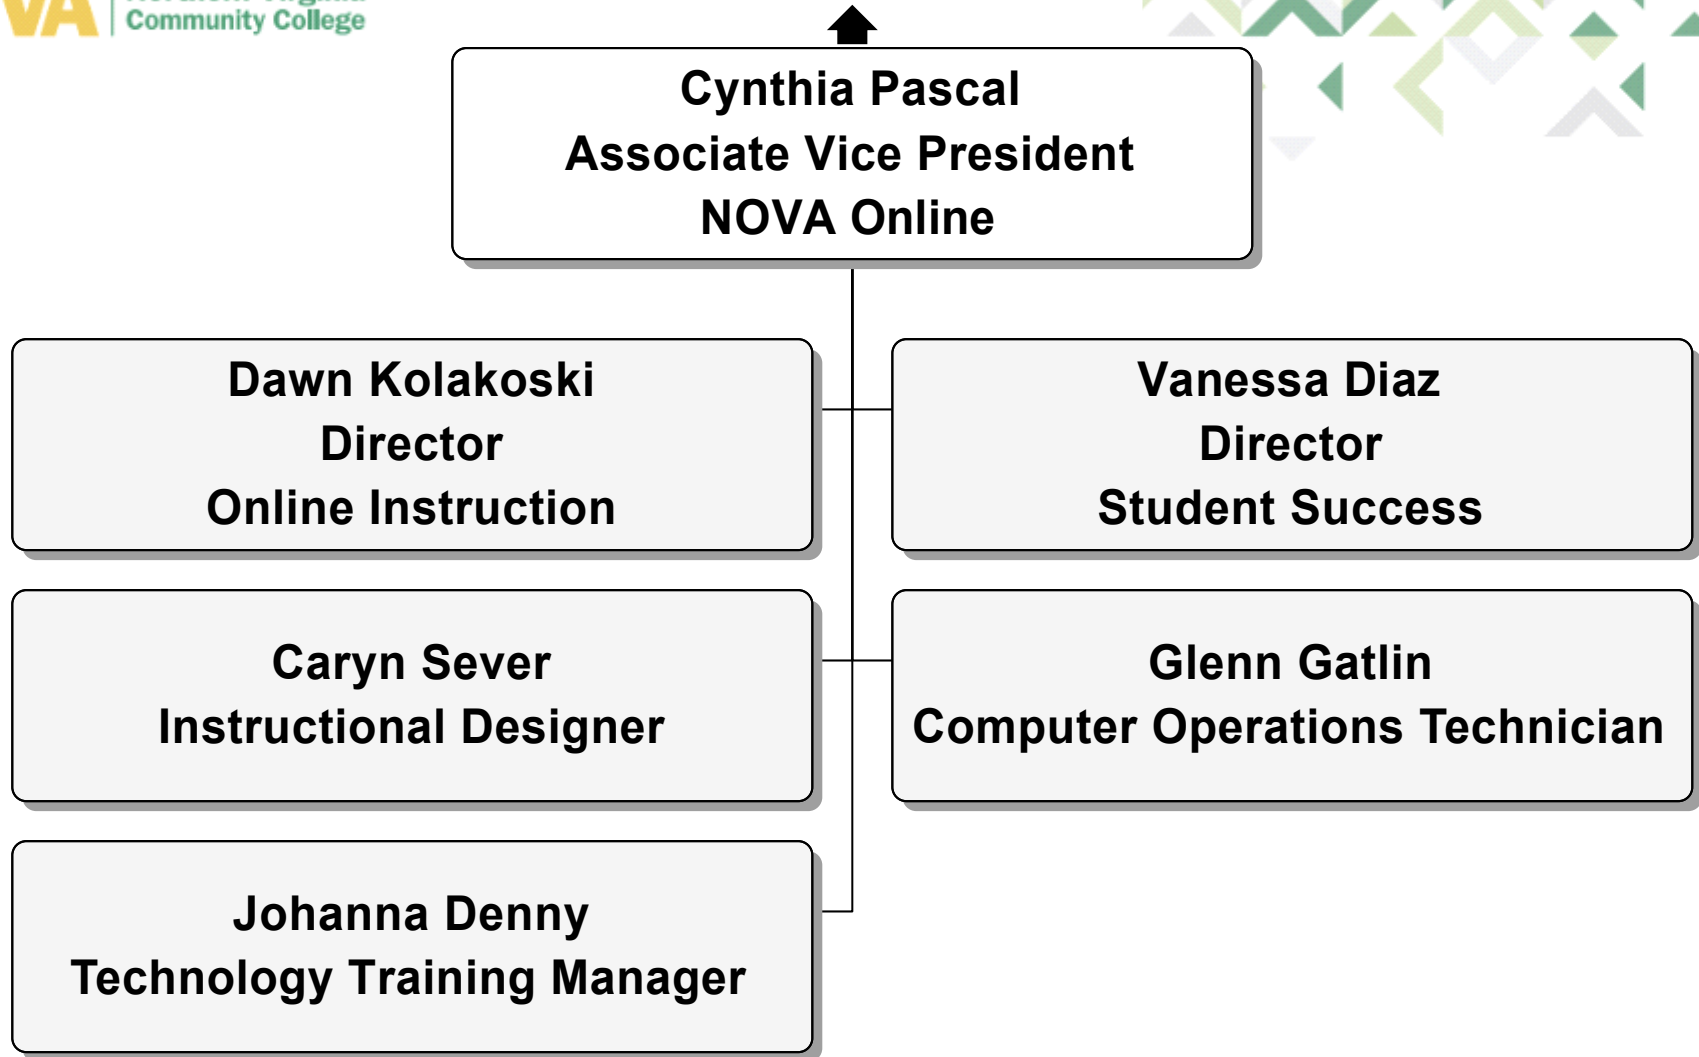 VA
Community College
Cynthia Pascal
Associate Vice President
NOVA Online
Dawn Kolakoski
Director
Online Instruction
Vanessa Diaz
Director
Student Success
Caryn Sever
Instructional Designer
Glenn Gatlin
Computer Operations Technician
Johanna Denny
Technology Training Manager